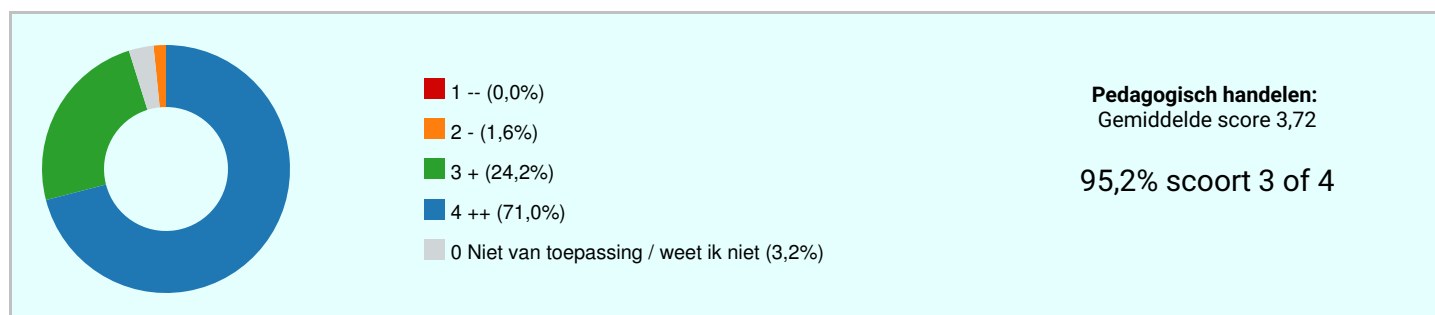 1 -- (0,0%)
2 - (1,6%)
3 + (24,2%)
4 ++ (71,0%)
0 Niet van toepassing / weet ik niet (3,2%)
Pedagogisch handelen:
Gemiddelde score 3,72
95,2% scoort 3 of 4